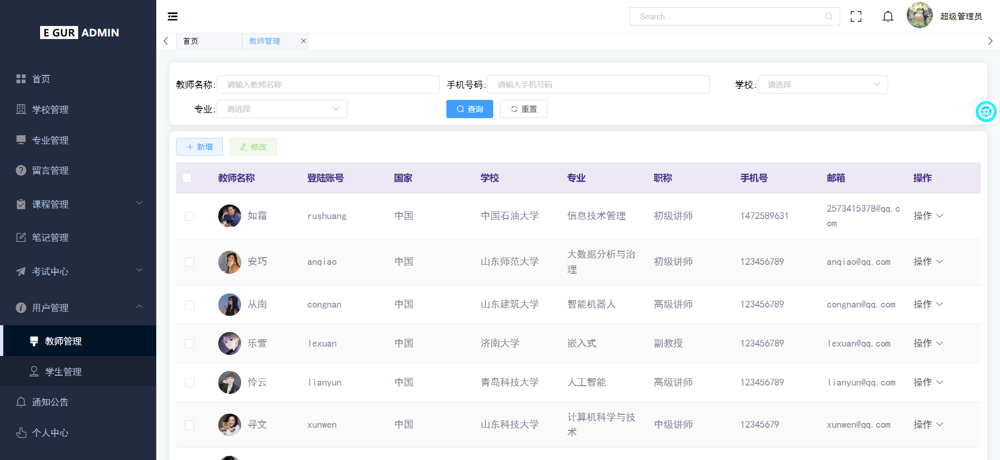 E GUR ADMIN
首页
学校管理
专业管理
留言管理
课程管理
笔记管理
考试中心
用户管理
教师管理
学生管理
通知公告
个人中心
Search...
超级管理员
首页
教师管理
教师名称:
请输入教师名称
手机号码:
请输入手机号码
学校:
请选择
专业:
请选择
查询
重置
新增
修改
教师名称 登陆账号 国家 学校 专业 职称 手机号 邮箱 操作
如霜 rushuang 中国 中国石油大学 信息技术管理 初级讲师 1472589631 2573415378@qq.c
om
操作
安巧 anqiao 中国 山东师范大学 大数据分析与治
理
初级讲师 123456789 anqiao@qq.com 操作
从南 congnan 中国 山东建筑大学 智能机器人 高级讲师 123456789 congnan@qq.com 操作
乐萱 lexuan 中国 济南大学 嵌入式 副教授 123456789 lexuan@qq.com 操作
怜云 lianyun 中国 青岛科技大学 人工智能 高级讲师 123456789 lianyun@qq.com 操作
寻文 xunwen 中国 山东科技大学 计算机科学与技
术
中级讲师 12345679 xunwen@qq.com 操作